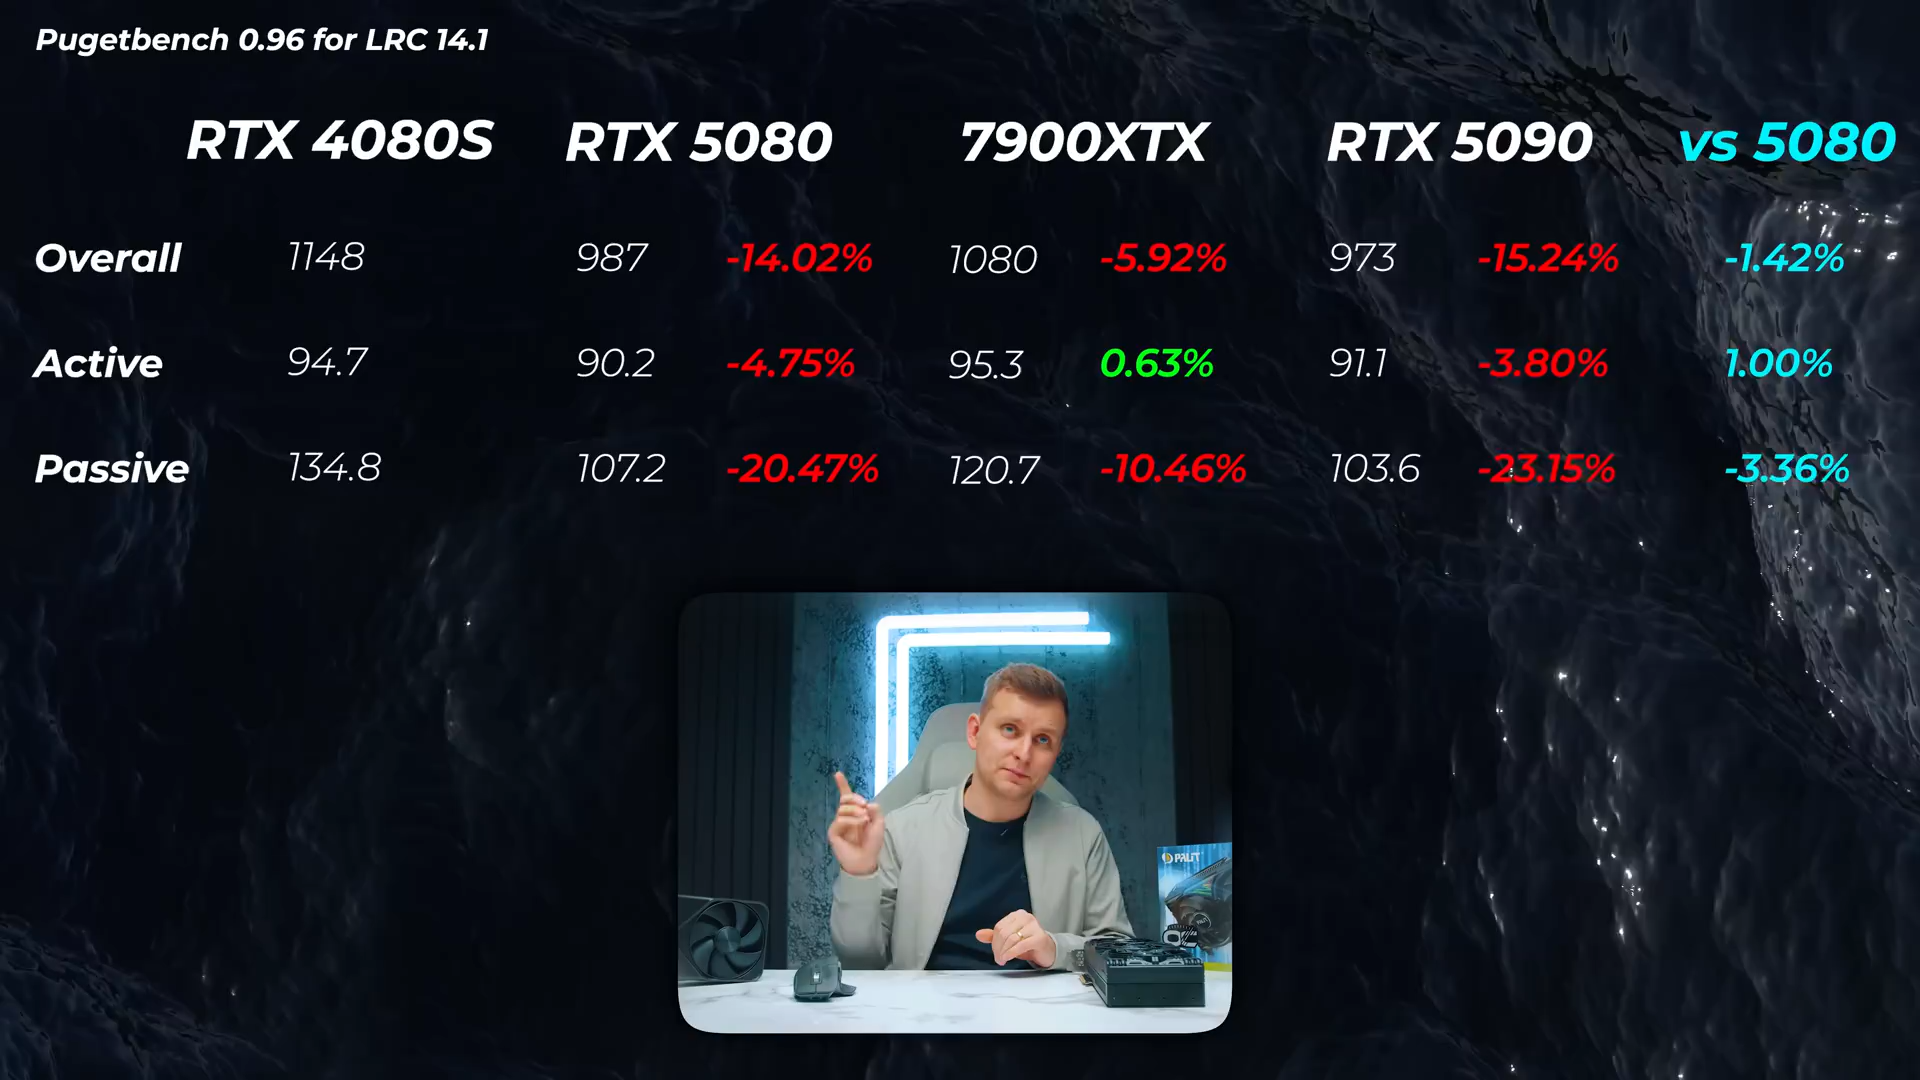 Pugetbench 0.96 for LRC 14.1
RTX 4080S RTX 5080 7900XTX RTX 5090 vs 5080
Overall 1148 987 -14.02% 1080 -5.92% 973 -15.24% -1.42%
Active 94.7 90.2 -4.75% 95.3 0.63% 91.1 -3.80% 1.00%
Passive 134.8 107.2 -20.47% 120.7 -10.46% 103.6 -23.15% -3.36%
PALIT
OC